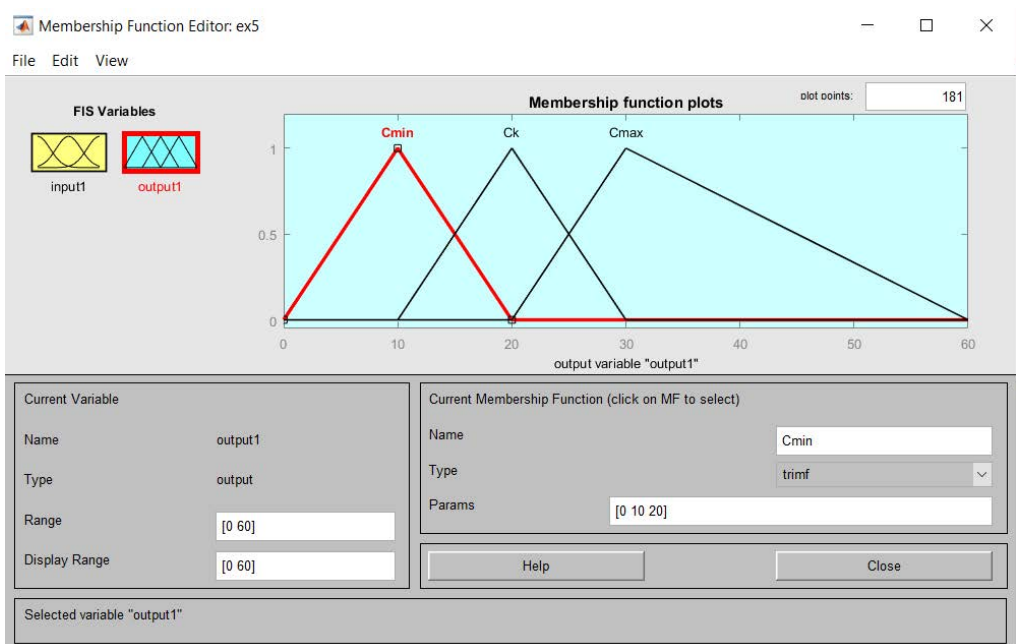 Membership Function Editor: ex5
File Edit View
FIS Variables
input1
output1
Membership function plots
plot points:
181
Cmin
Ck
Cmax
1
0.5
0
0 10 20 30 40 50 60
output variable "output1"
Current Variable
Name output1
Type output
Range [0 60]
Display Range [0 60]
Current Membership Function (click on MF to select)
Name Cmin
Type trimf
Params [0 10 20]
Help Close
Selected variable "output1"